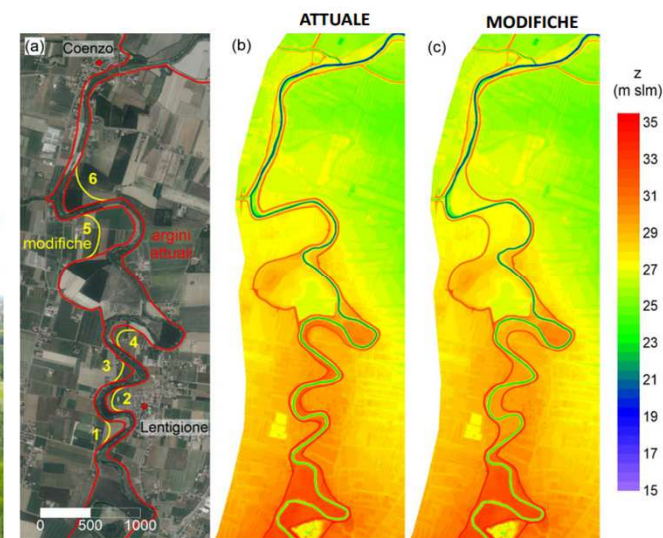 ATTUALE
MODIFICHE
(a)
Coenzo
(b)
(c)
z
(m slm)
35
33
31
29
27
25
23
21
19
17
15
6
5
modifiche
argini
attuali
4
3
2
1
Lentigione
0 500 1000